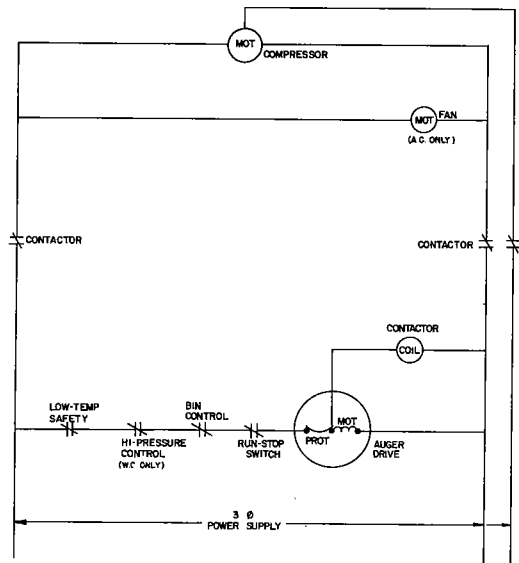 MOT
COMPRESSOR
MOT
FAN
(A.C. ONLY)
CONTACTOR
CONTACTOR
CONTACTOR
COIL
LOW-TEMP
SAFETY
HI-PRESSURE
CONTROL
(W.C ONLY)
BIN
CONTROL
RUN-STOP
SWITCH
MOT
PROT
AUGER
DRIVE
3 Ø
POWER SUPPLY